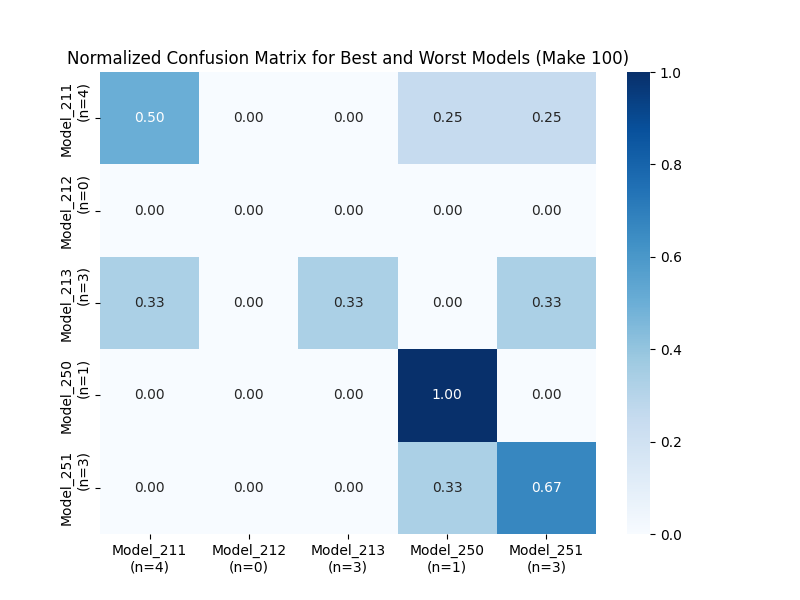 Normalized Confusion Matrix for Best and Worst Models (Make 100)
Model_211
(n=4)
0.50 0.00 0.00 0.25 0.25
Model_212
(n=0)
0.00 0.00 0.00 0.00 0.00
Model_213
(n=3)
0.33 0.00 0.33 0.00 0.33
Model_250
(n=1)
0.00 0.00 0.00 1.00 0.00
Model_251
(n=3)
0.00 0.00 0.00 0.33 0.67
Model_211 Model_212 Model_213 Model_250 Model_251
(n=4) (n=0) (n=3) (n=1) (n=3)
1.0
0.8
0.6
0.4
0.2
0.0